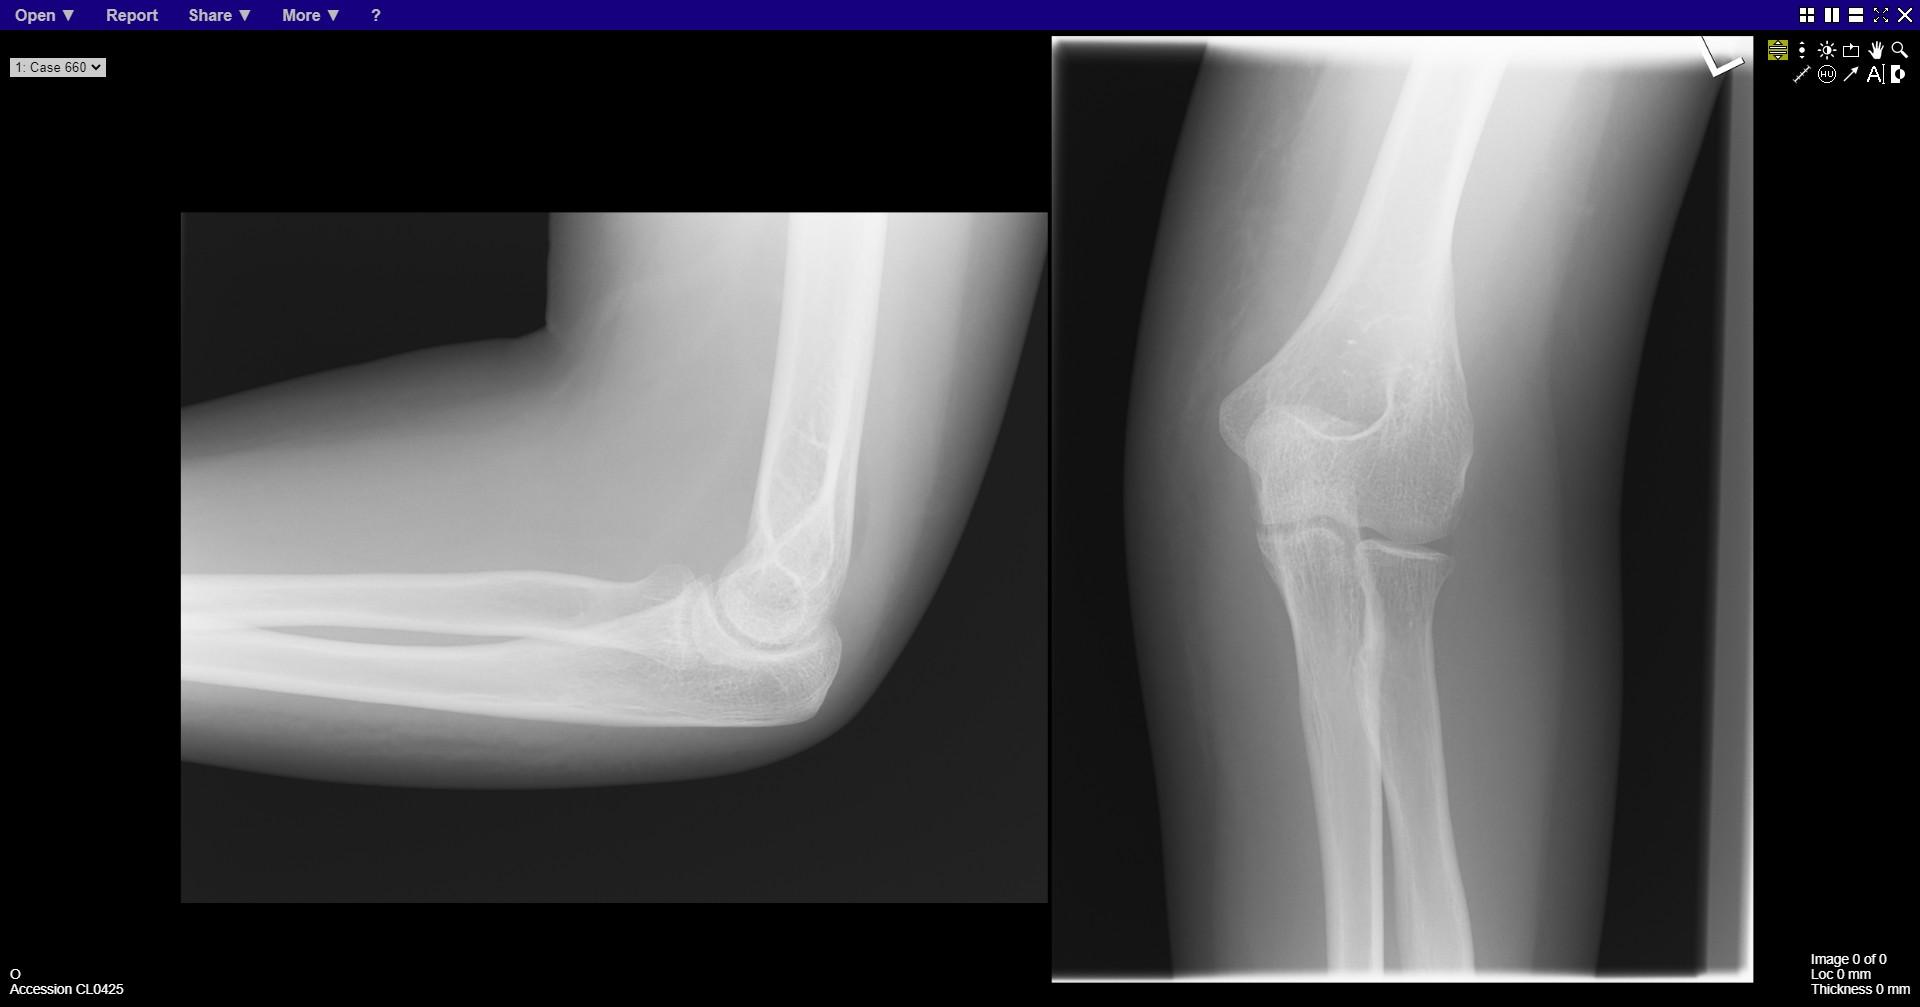 Open ▼ Report Share ▼ More ▼ ?
1: Case 660
HU
A
L
O
Accession CL0425
Image 0 of 0
Loc 0 mm
Thickness 0 mm